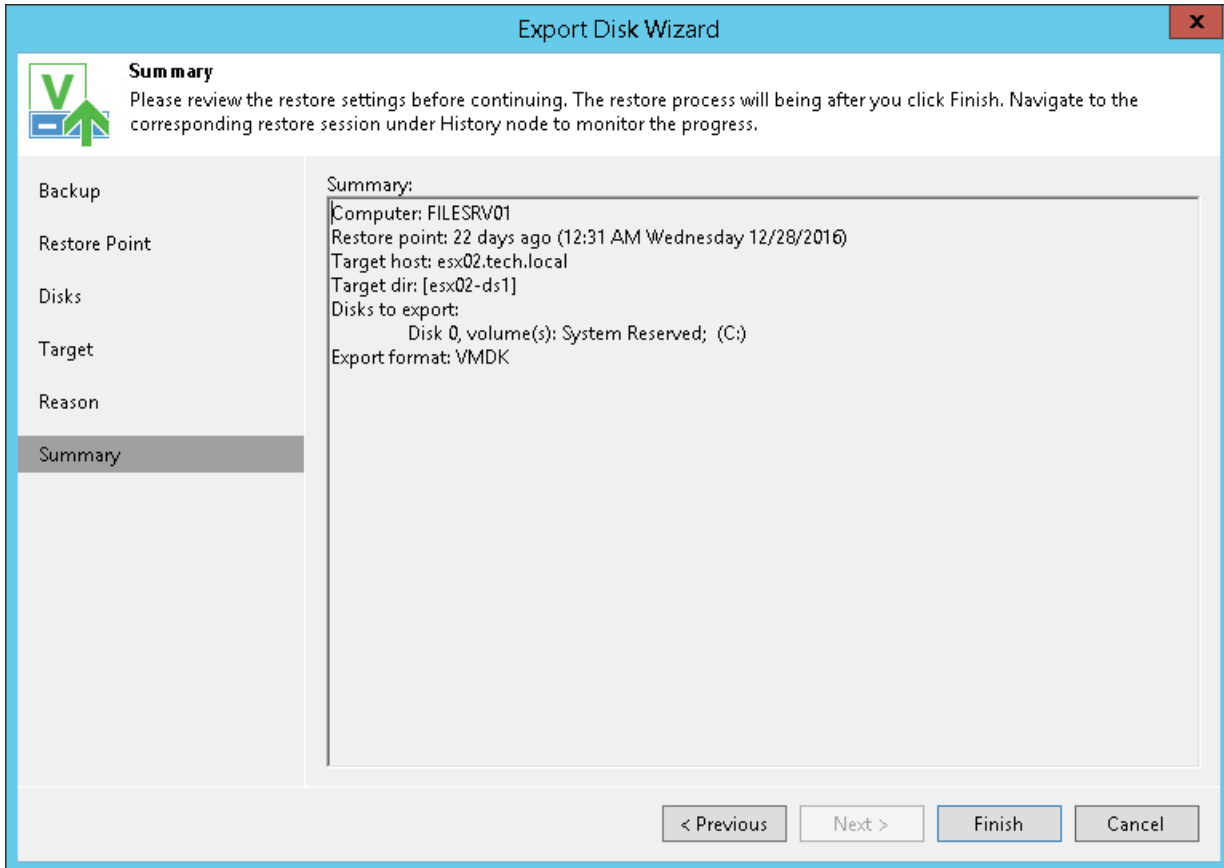 Export Disk Wizard
x
V
Summary
Please review the restore settings before continuing. The restore process will being after you click Finish. Navigate to the
corresponding restore session under History node to monitor the progress.
Backup
Restore Point
Disks
Target
Reason
Summary
Summary:
Computer: FILESRV01
Restore point: 22 days ago (12:31 AM Wednesday 12/28/2016)
Target host: esx02.tech.local
Target dir: [esx02-ds1]
Disks to export:
Disk 0, volume(s): System Reserved;  (C:)
Export format: VMDK
< Previous
Next >
Finish
Cancel